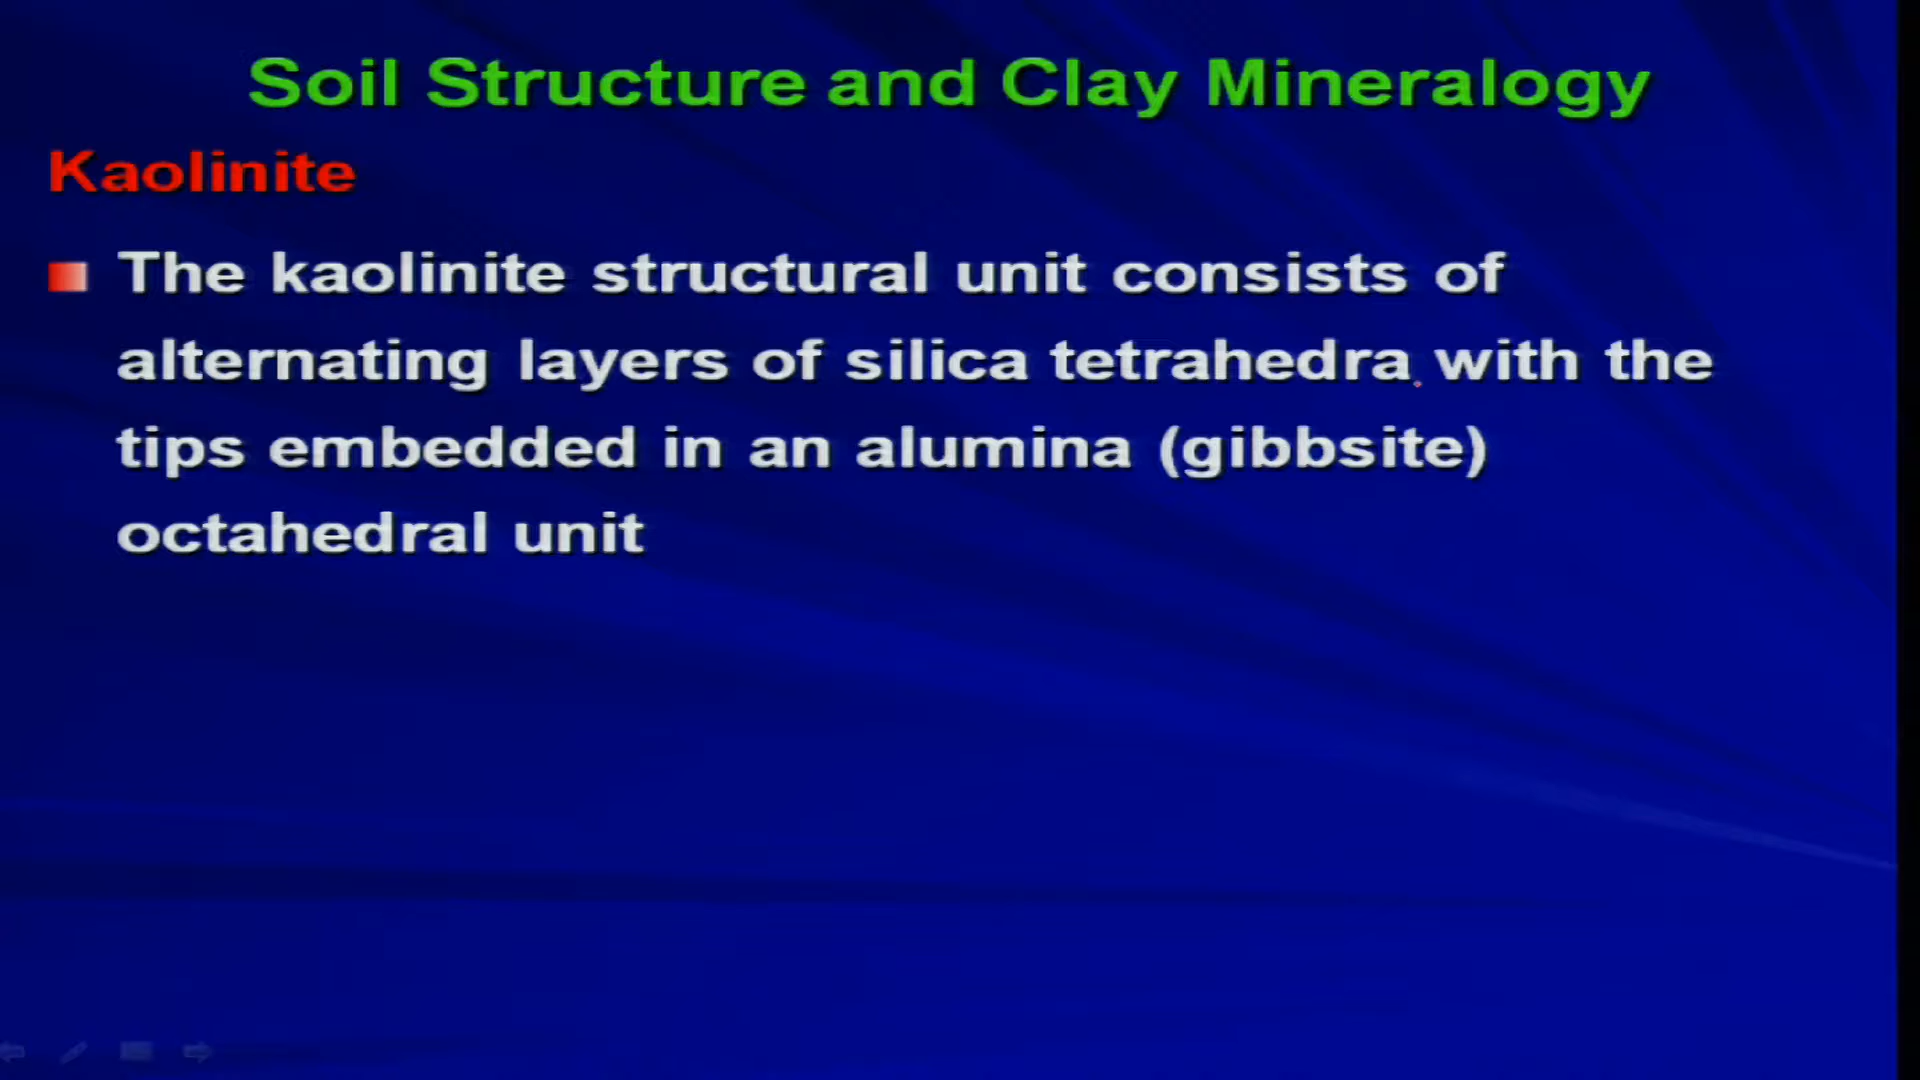 Soil Structure and Clay Mineralogy
Kaolinite
The kaolinite structural unit consists of
alternating layers of silica tetrahedra with the
tips embedded in an alumina (gibbsite)
octahedral unit